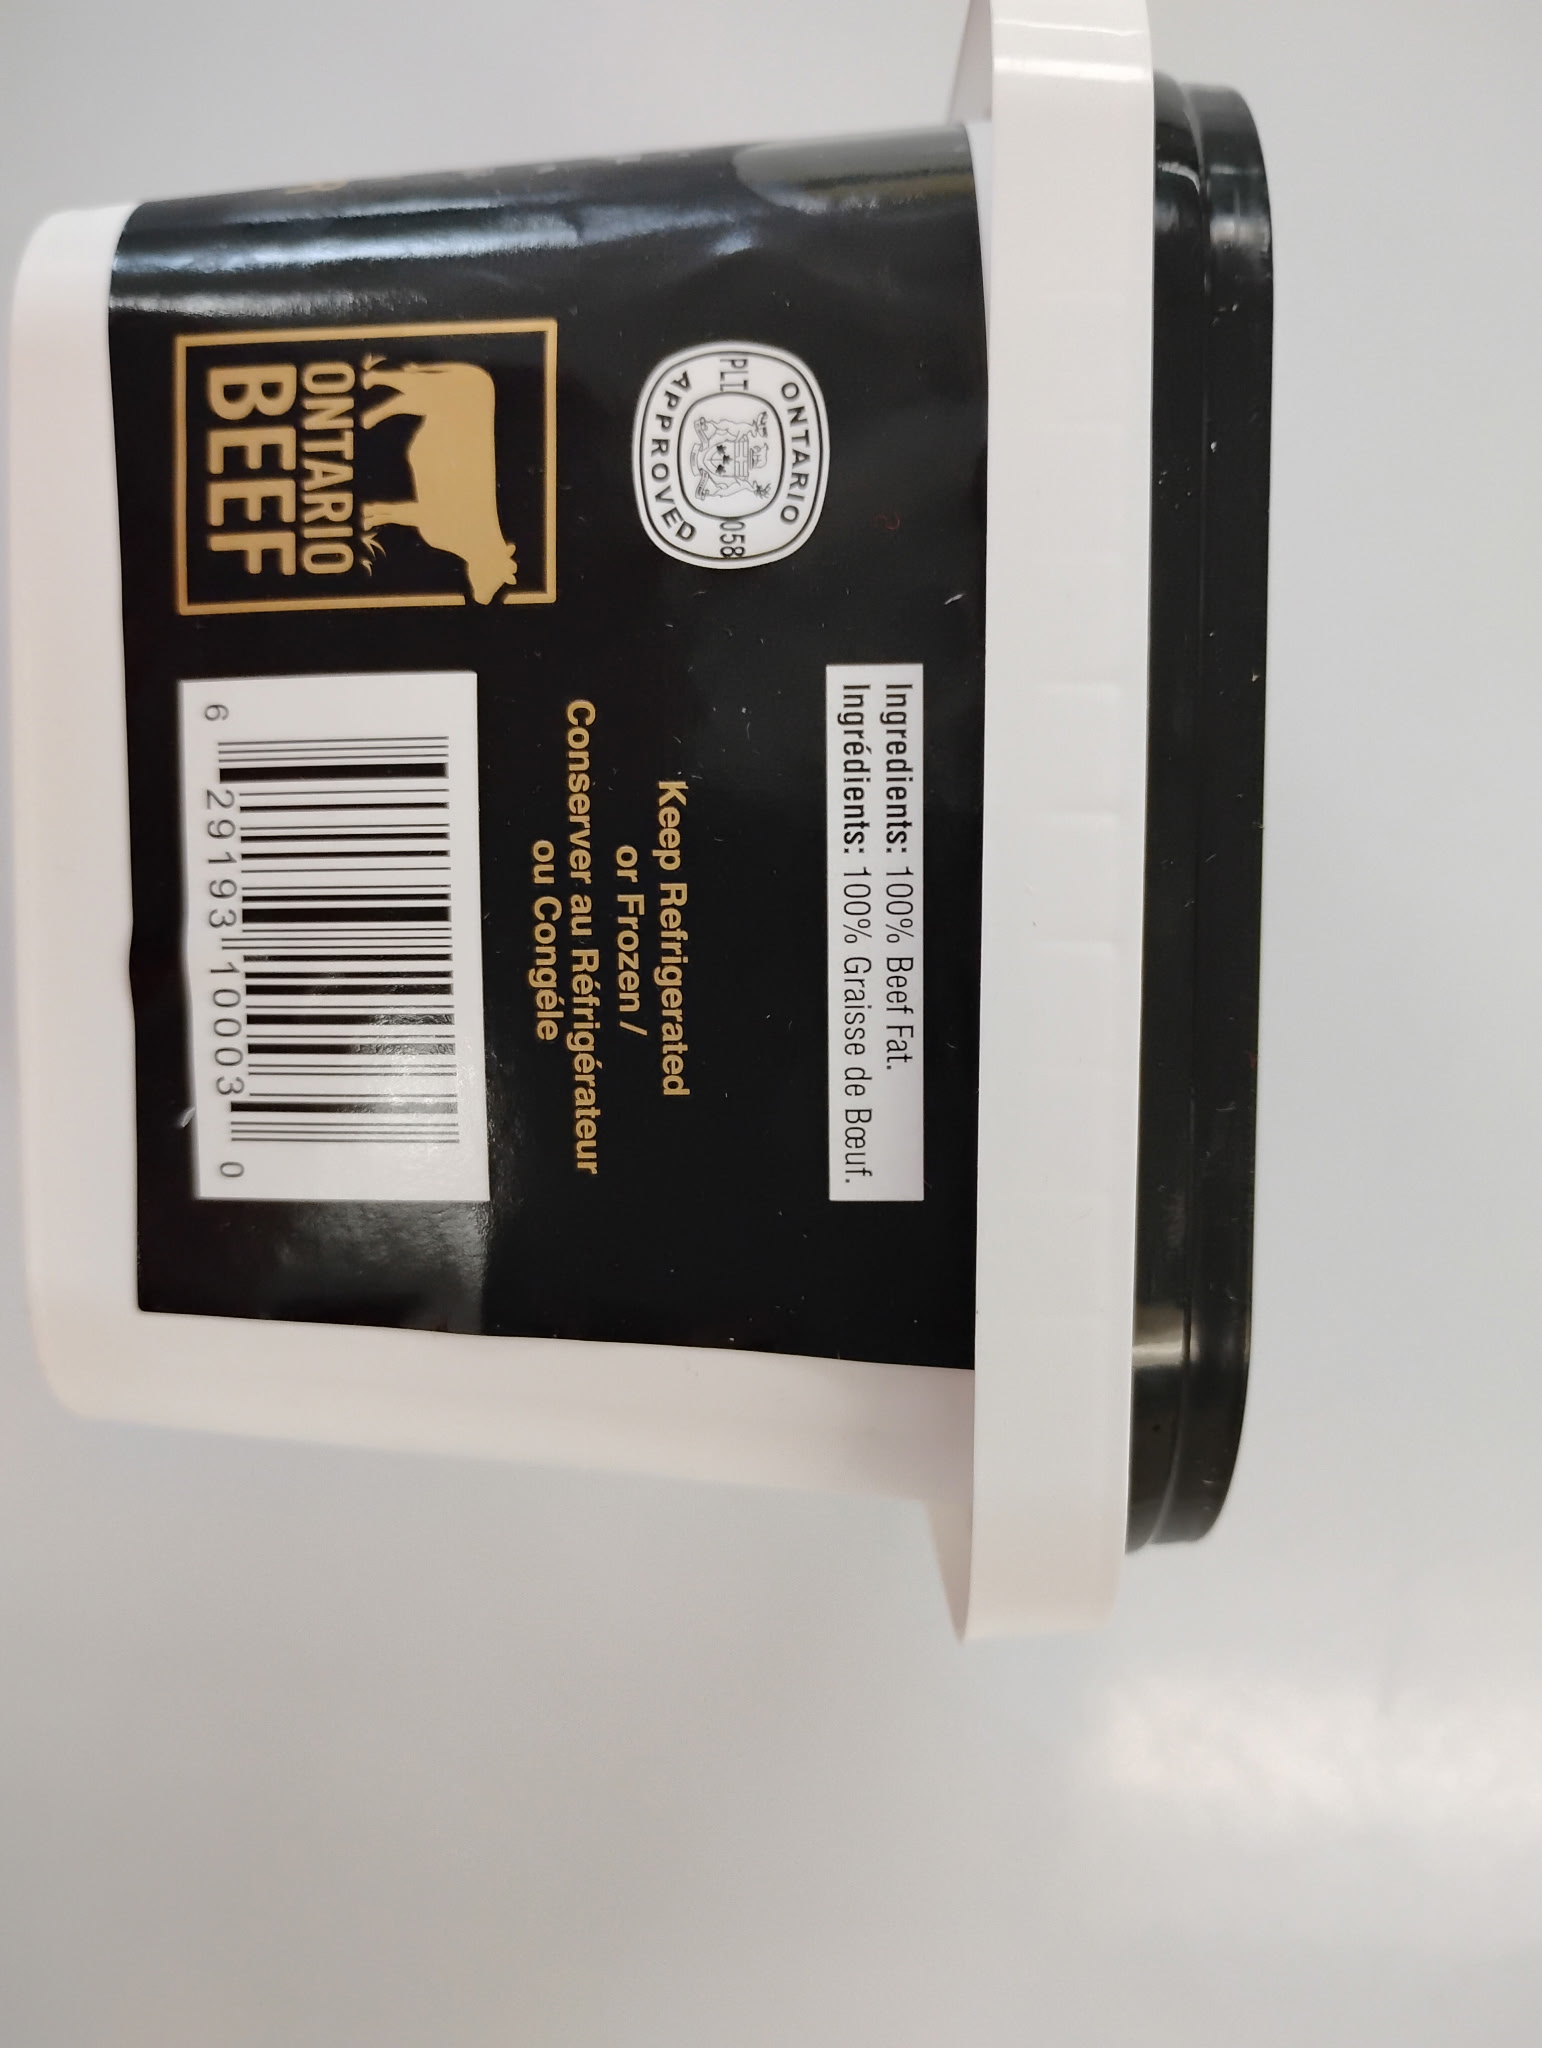 Ingredients: 100% Beef Fat.
Ingrédients: 100% Graisse de Bœuf.
ONTARIO
PLT 058
APPROVED
Keep Refrigerated
or Frozen /
Conserver au Réfrigérateur
ou Congéle
ONTARIO
BEEF
6 29193 10003 0